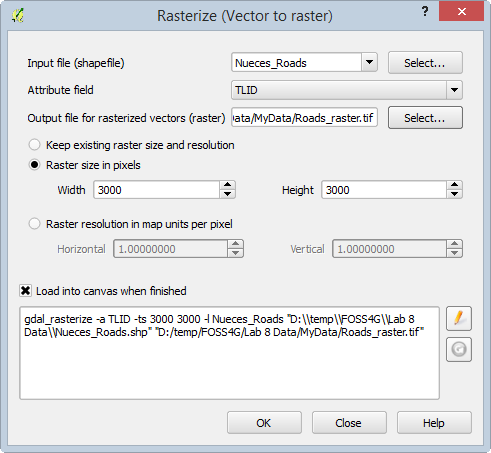 Rasterize (Vector to raster)
?
Input file (shapefile) Nueces_Roads Select...
Attribute field TLID
Output file for rasterized vectors (raster) Data/MyData/Roads_raster.tif Select...
Keep existing raster size and resolution
Raster size in pixels
Width 3000 Height 3000
Raster resolution in map units per pixel
Horizontal 1.00000000 Vertical 1.00000000
Load into canvas when finished
gdal_rasterize -a TLID -ts 3000 3000 -l Nueces_Roads "D:\\temp\\FOSS4G\\Lab 8
Data\\Nueces_Roads.shp" "D:/temp/FOSS4G/Lab 8 Data/MyData/Roads_raster.tif"
OK Close Help